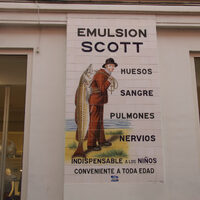 EMULSION
SCOTT
HUESOS
SANGRE
PULMONES
NERVIOS
INDISPENSABLE A LOS NIÑOS
CONVENIENTE A TODA EDAD